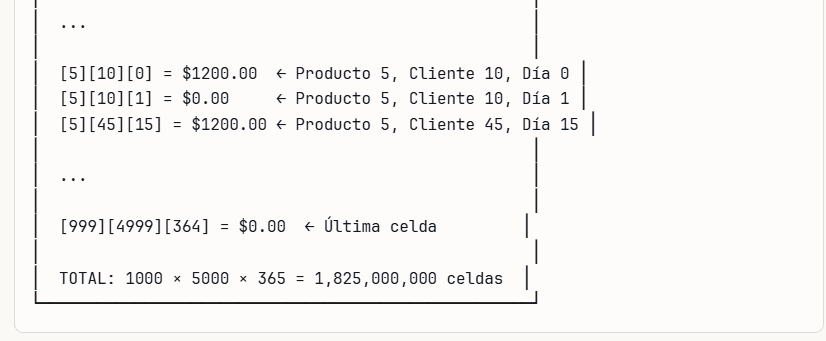 ...
[5][10][0] = $1200.00  ← Producto 5, Cliente 10, Día 0
[5][10][1] = $0.00     ← Producto 5, Cliente 10, Día 1
[5][45][15] = $1200.00 ← Producto 5, Cliente 45, Día 15
...
[999][4999][364] = $0.00  ← Última celda
TOTAL: 1000 × 5000 × 365 = 1,825,000,000 celdas